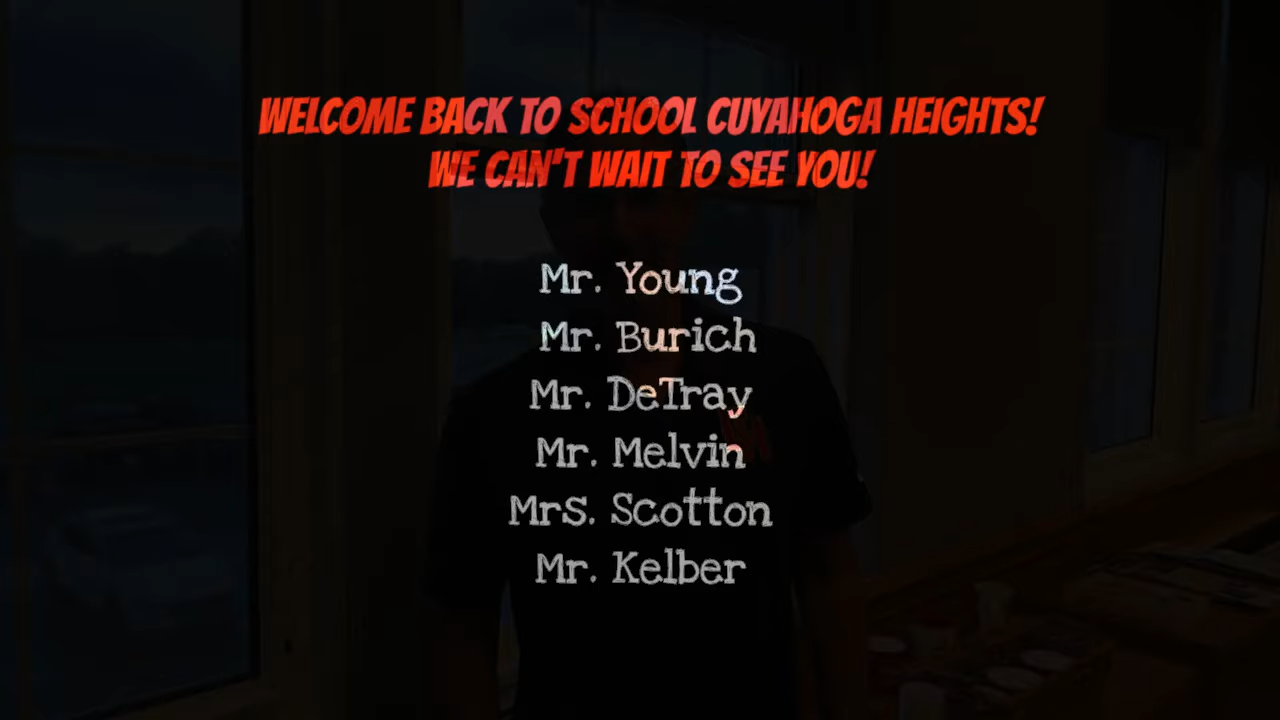 WELCOME BACK TO SCHOOL CUYAHOGA HEIGHTS!
WE CAN'T WAIT TO SEE YOU!
Mr. Young
Mr. Burich
Mr. DeTray
Mr. Melvin
Mrs. Scotton
Mr. Kelber